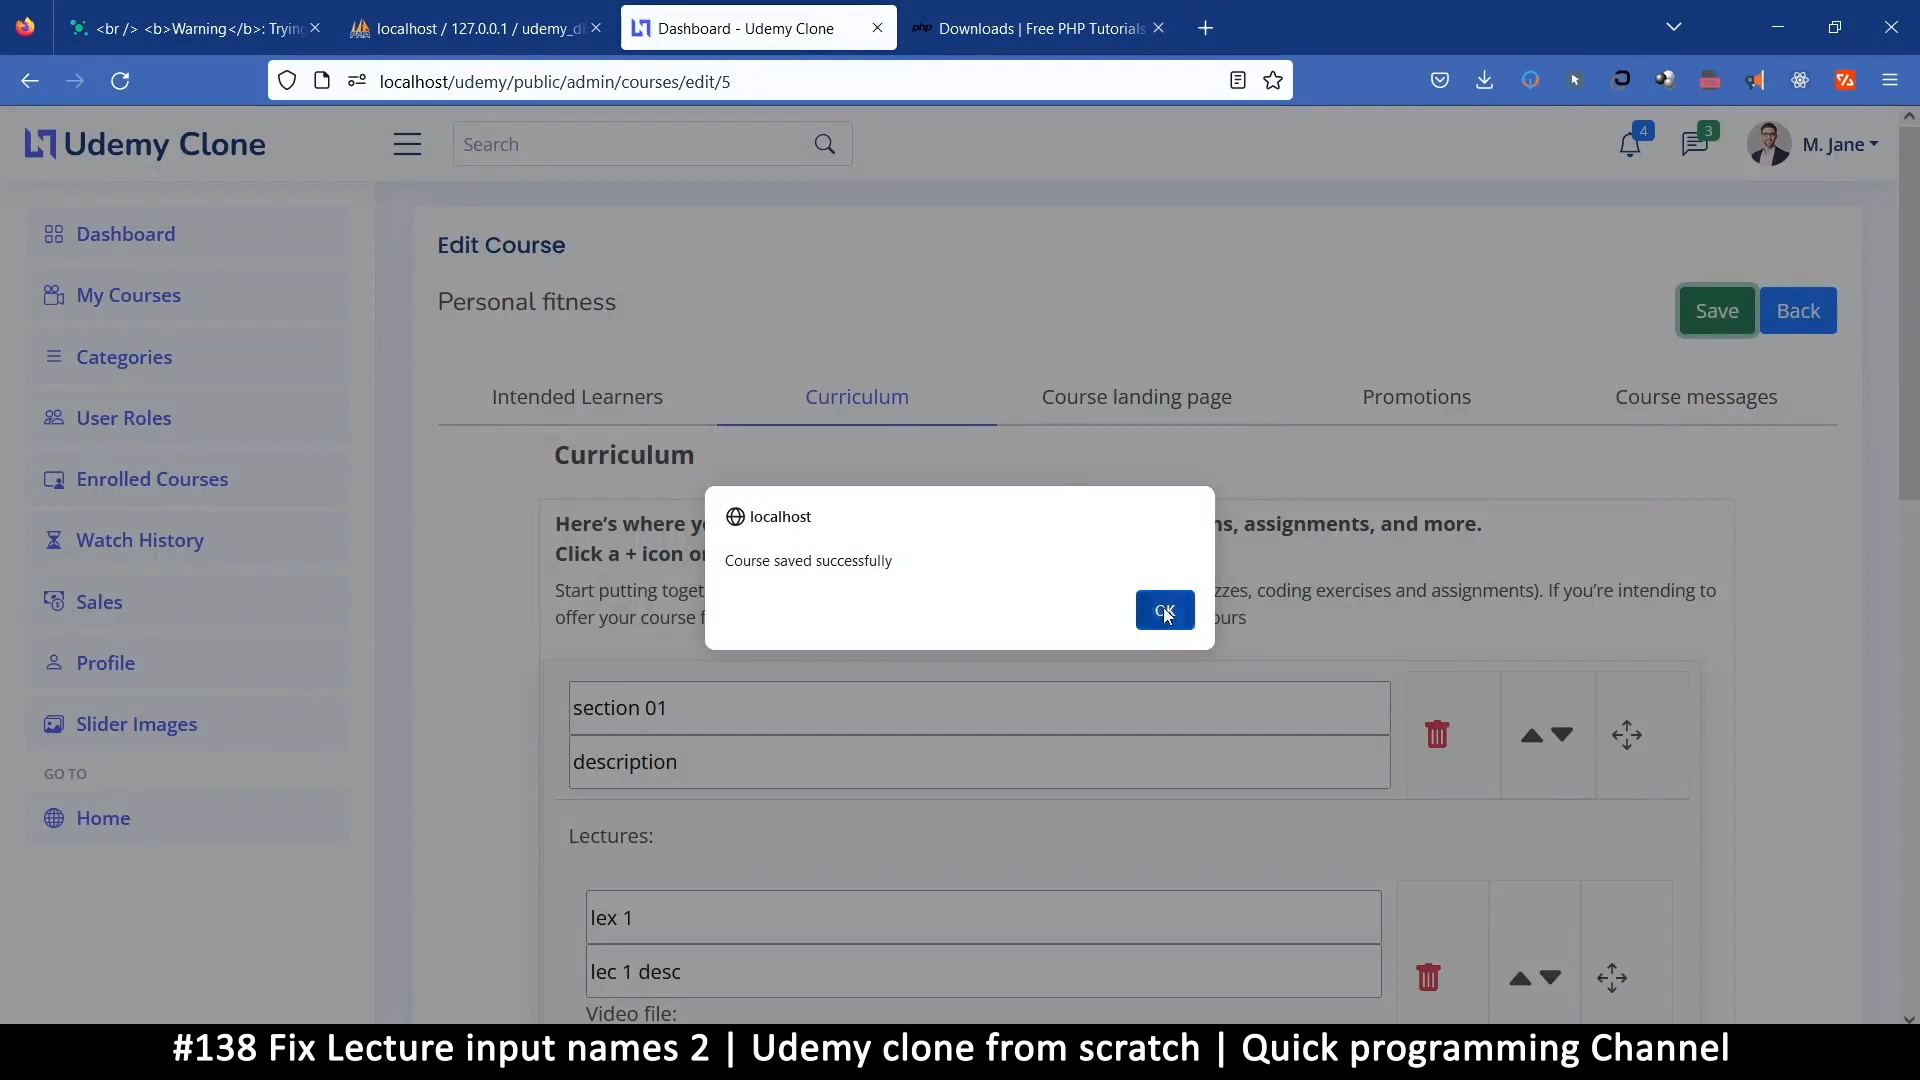 <br /> <b>Warning</b>: Trying
localhost / 127.0.0.1 / udemy_d
Dashboard - Udemy Clone
php Downloads | Free PHP Tutorials
localhost/udemy/public/admin/courses/edit/5
Udemy Clone
Search
4
3
M. Jane
Dashboard
My Courses
Categories
User Roles
Enrolled Courses
Watch History
Sales
Profile
Slider Images
GO TO
Home
Edit Course
Personal fitness
Save
Back
Intended Learners
Curriculum
Course landing page
Promotions
Course messages
Curriculum
Here's where y
ns, assignments, and more.
Click a + icon o
Start putting toget
zzes, coding exercises and assignments). If you're intending to
offer your course f
ours
localhost
Course saved successfully
OK
section 01
description
Lectures:
lex 1
lec 1 desc
Video file:
#138 Fix Lecture input names 2 | Udemy clone from scratch | Quick programming Channel